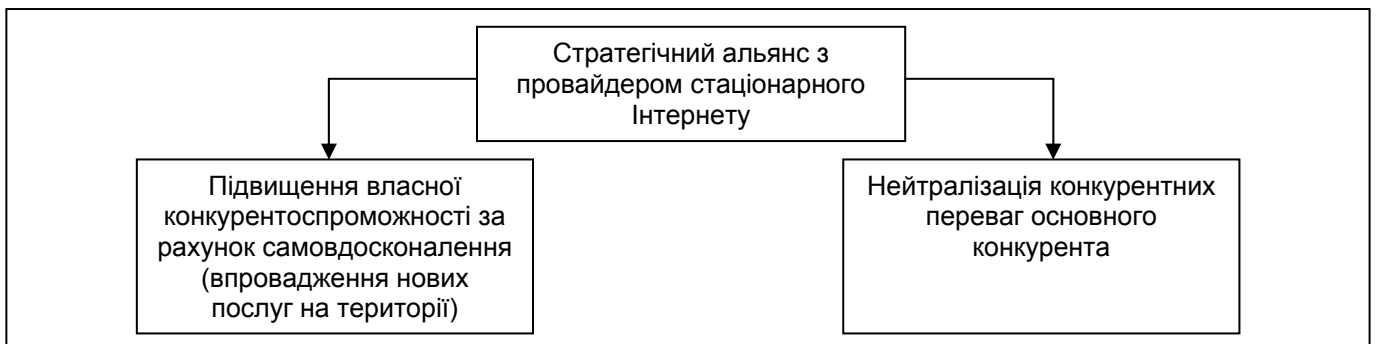 Стратегічний альянс з
провайдером стаціонарного
Інтернету
Підвищення власної
конкурентоспроможності за
рахунок самовдосконалення
(впровадження нових
послуг на території)
Нейтралізація конкурентних
переваг основного
конкурента